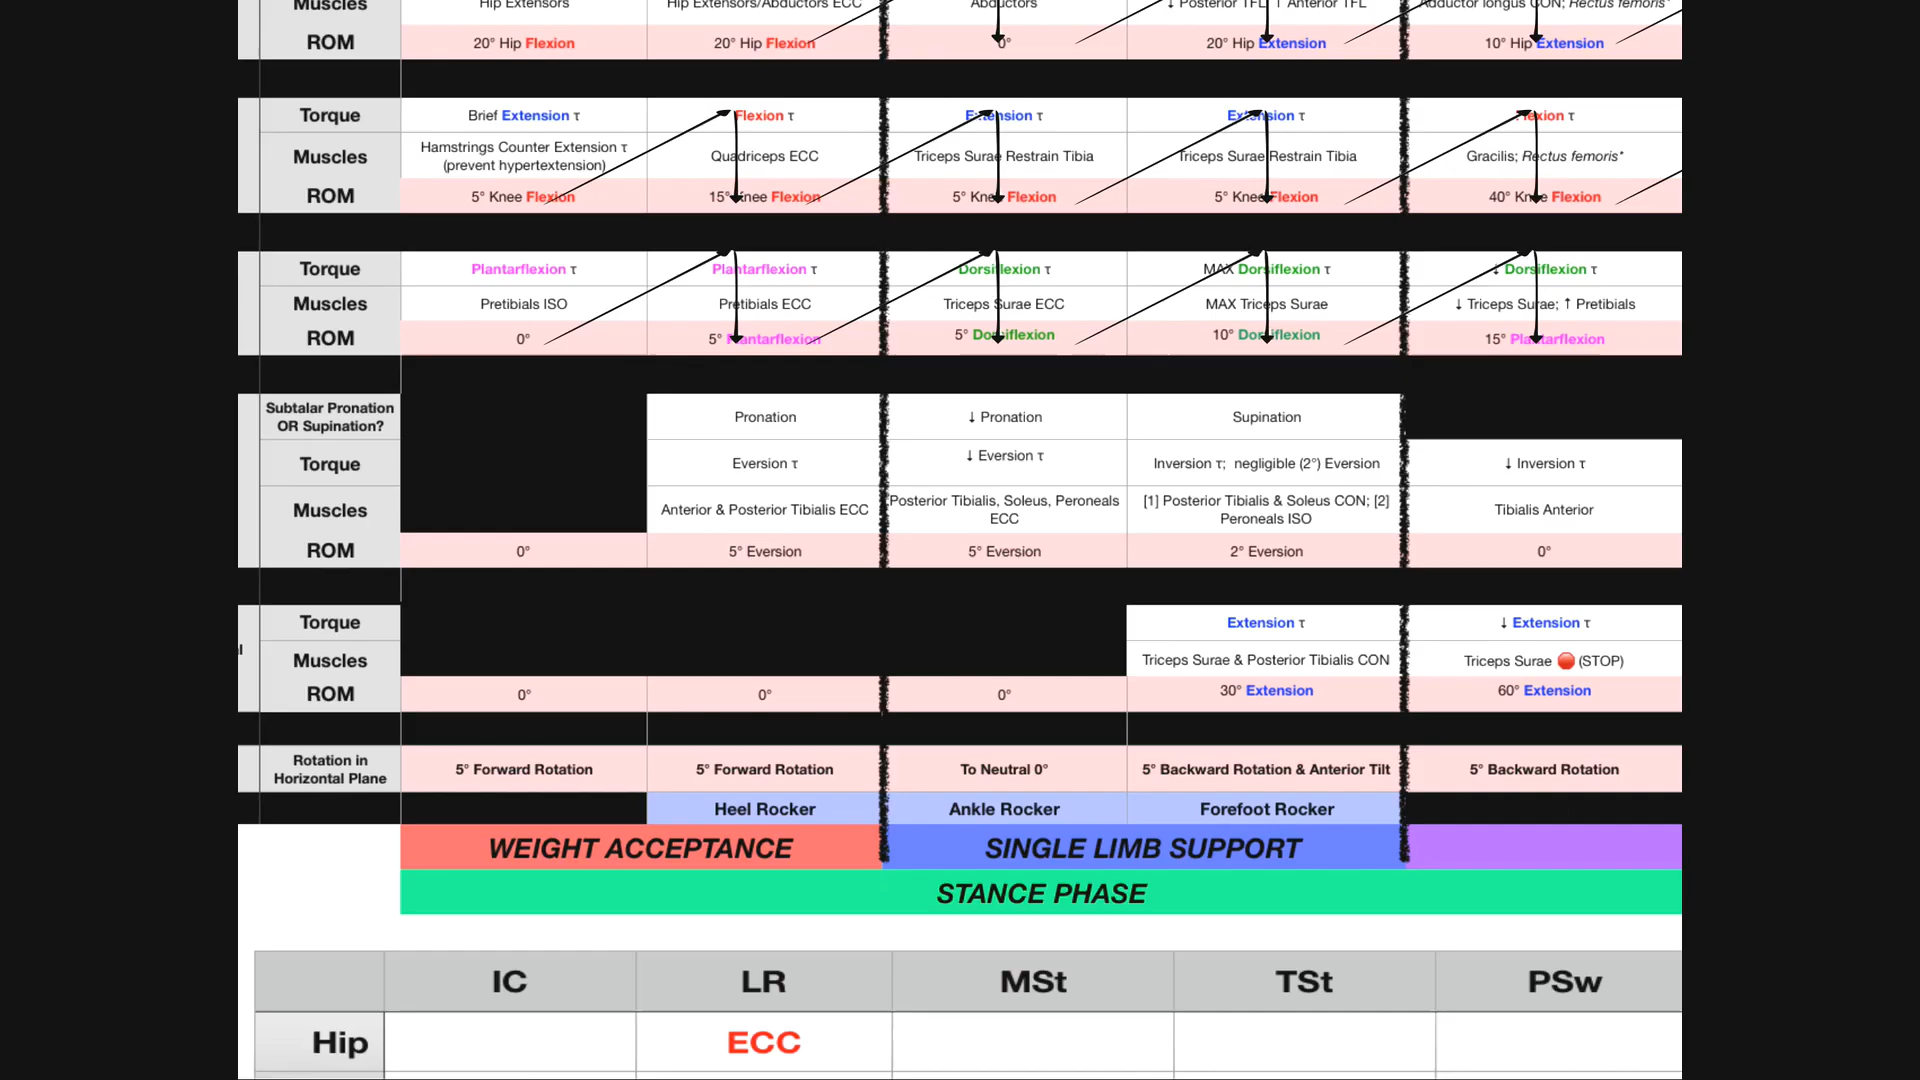 Muscles Hip Extensors Hip Extensors/Abductors ECC Abductors ↓ Posterior TFL; ↑ Anterior TFL Adductor longus CON; Rectus femoris*
ROM 20° Hip Flexion 20° Hip Flexion 0° 20° Hip Extension 10° Hip Extension
Torque Brief Extension τ Flexion τ Extension τ Extension τ Flexion τ
Muscles Hamstrings Counter Extension τ
(prevent hypertextension) Quadriceps ECC Triceps Surae Restrain Tibia Triceps Surae Restrain Tibia Gracilis; Rectus femoris*
ROM 5° Knee Flexion 15° Knee Flexion 5° Knee Flexion 5° Knee Flexion 40° Knee Flexion
Torque Plantarflexion τ Plantarflexion τ Dorsiflexion τ MAX Dorsiflexion τ ↓ Dorsiflexion τ
Muscles Pretibials ISO Pretibials ECC Triceps Surae ECC MAX Triceps Surae ↓ Triceps Surae; ↑ Pretibials
ROM 0° 5° Plantarflexion 5° Dorsiflexion 10° Dorsiflexion 15° Plantarflexion
Subtalar Pronation
OR Supination? Pronation ↓ Pronation Supination
Torque Eversion τ ↓ Eversion τ Inversion τ; negligible (2°) Eversion ↓ Inversion τ
Muscles Anterior & Posterior Tibialis ECC Posterior Tibialis, Soleus, Peroneals
ECC [1] Posterior Tibialis & Soleus CON; [2]
Peroneals ISO Tibialis Anterior
ROM 0° 5° Eversion 5° Eversion 2° Eversion 0°
Torque Extension τ ↓ Extension τ
Muscles Triceps Surae & Posterior Tibialis CON Triceps Surae 🛑 (STOP)
ROM 0° 0° 0° 30° Extension 60° Extension
Rotation in
Horizontal Plane 5° Forward Rotation 5° Forward Rotation To Neutral 0° 5° Backward Rotation & Anterior Tilt 5° Backward Rotation
Heel Rocker Ankle Rocker Forefoot Rocker
WEIGHT ACCEPTANCE SINGLE LIMB SUPPORT
STANCE PHASE
IC LR MSt TSt PSw
Hip ECC